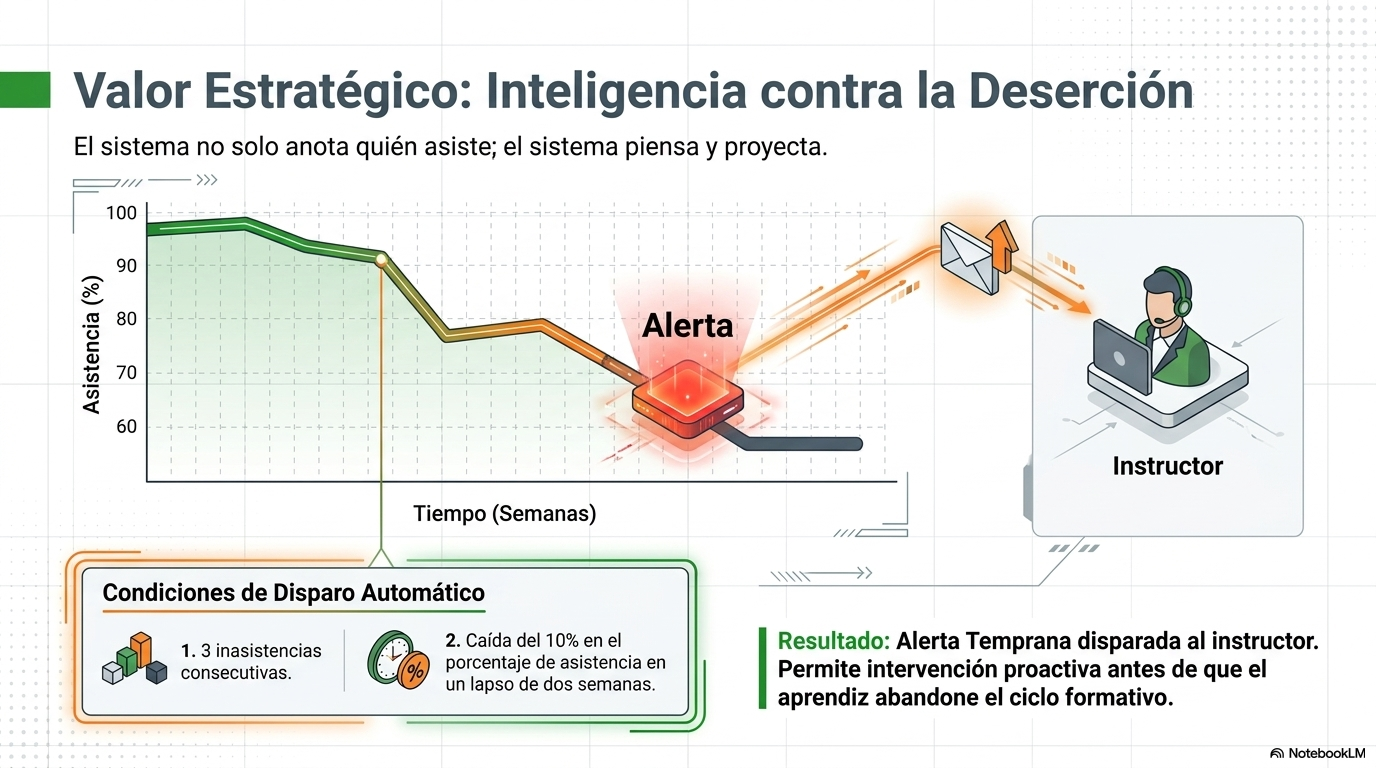 Valor Estratégico: Inteligencia contra la Deserción
El sistema no solo anota quién asiste; el sistema piensa y proyecta.
Asistencia (%)
100
90
80
70
60
Alerta
Tiempo (Semanas)
Instructor
Condiciones de Disparo Automático
1. 3 inasistencias
consecutivas.
%
2. Caída del 10% en el
porcentaje de asistencia en
un lapso de dos semanas.
Resultado: Alerta Temprana disparada al instructor.
Permite intervención proactiva antes de que el
aprendiz abandone el ciclo formativo.
NotebookLM